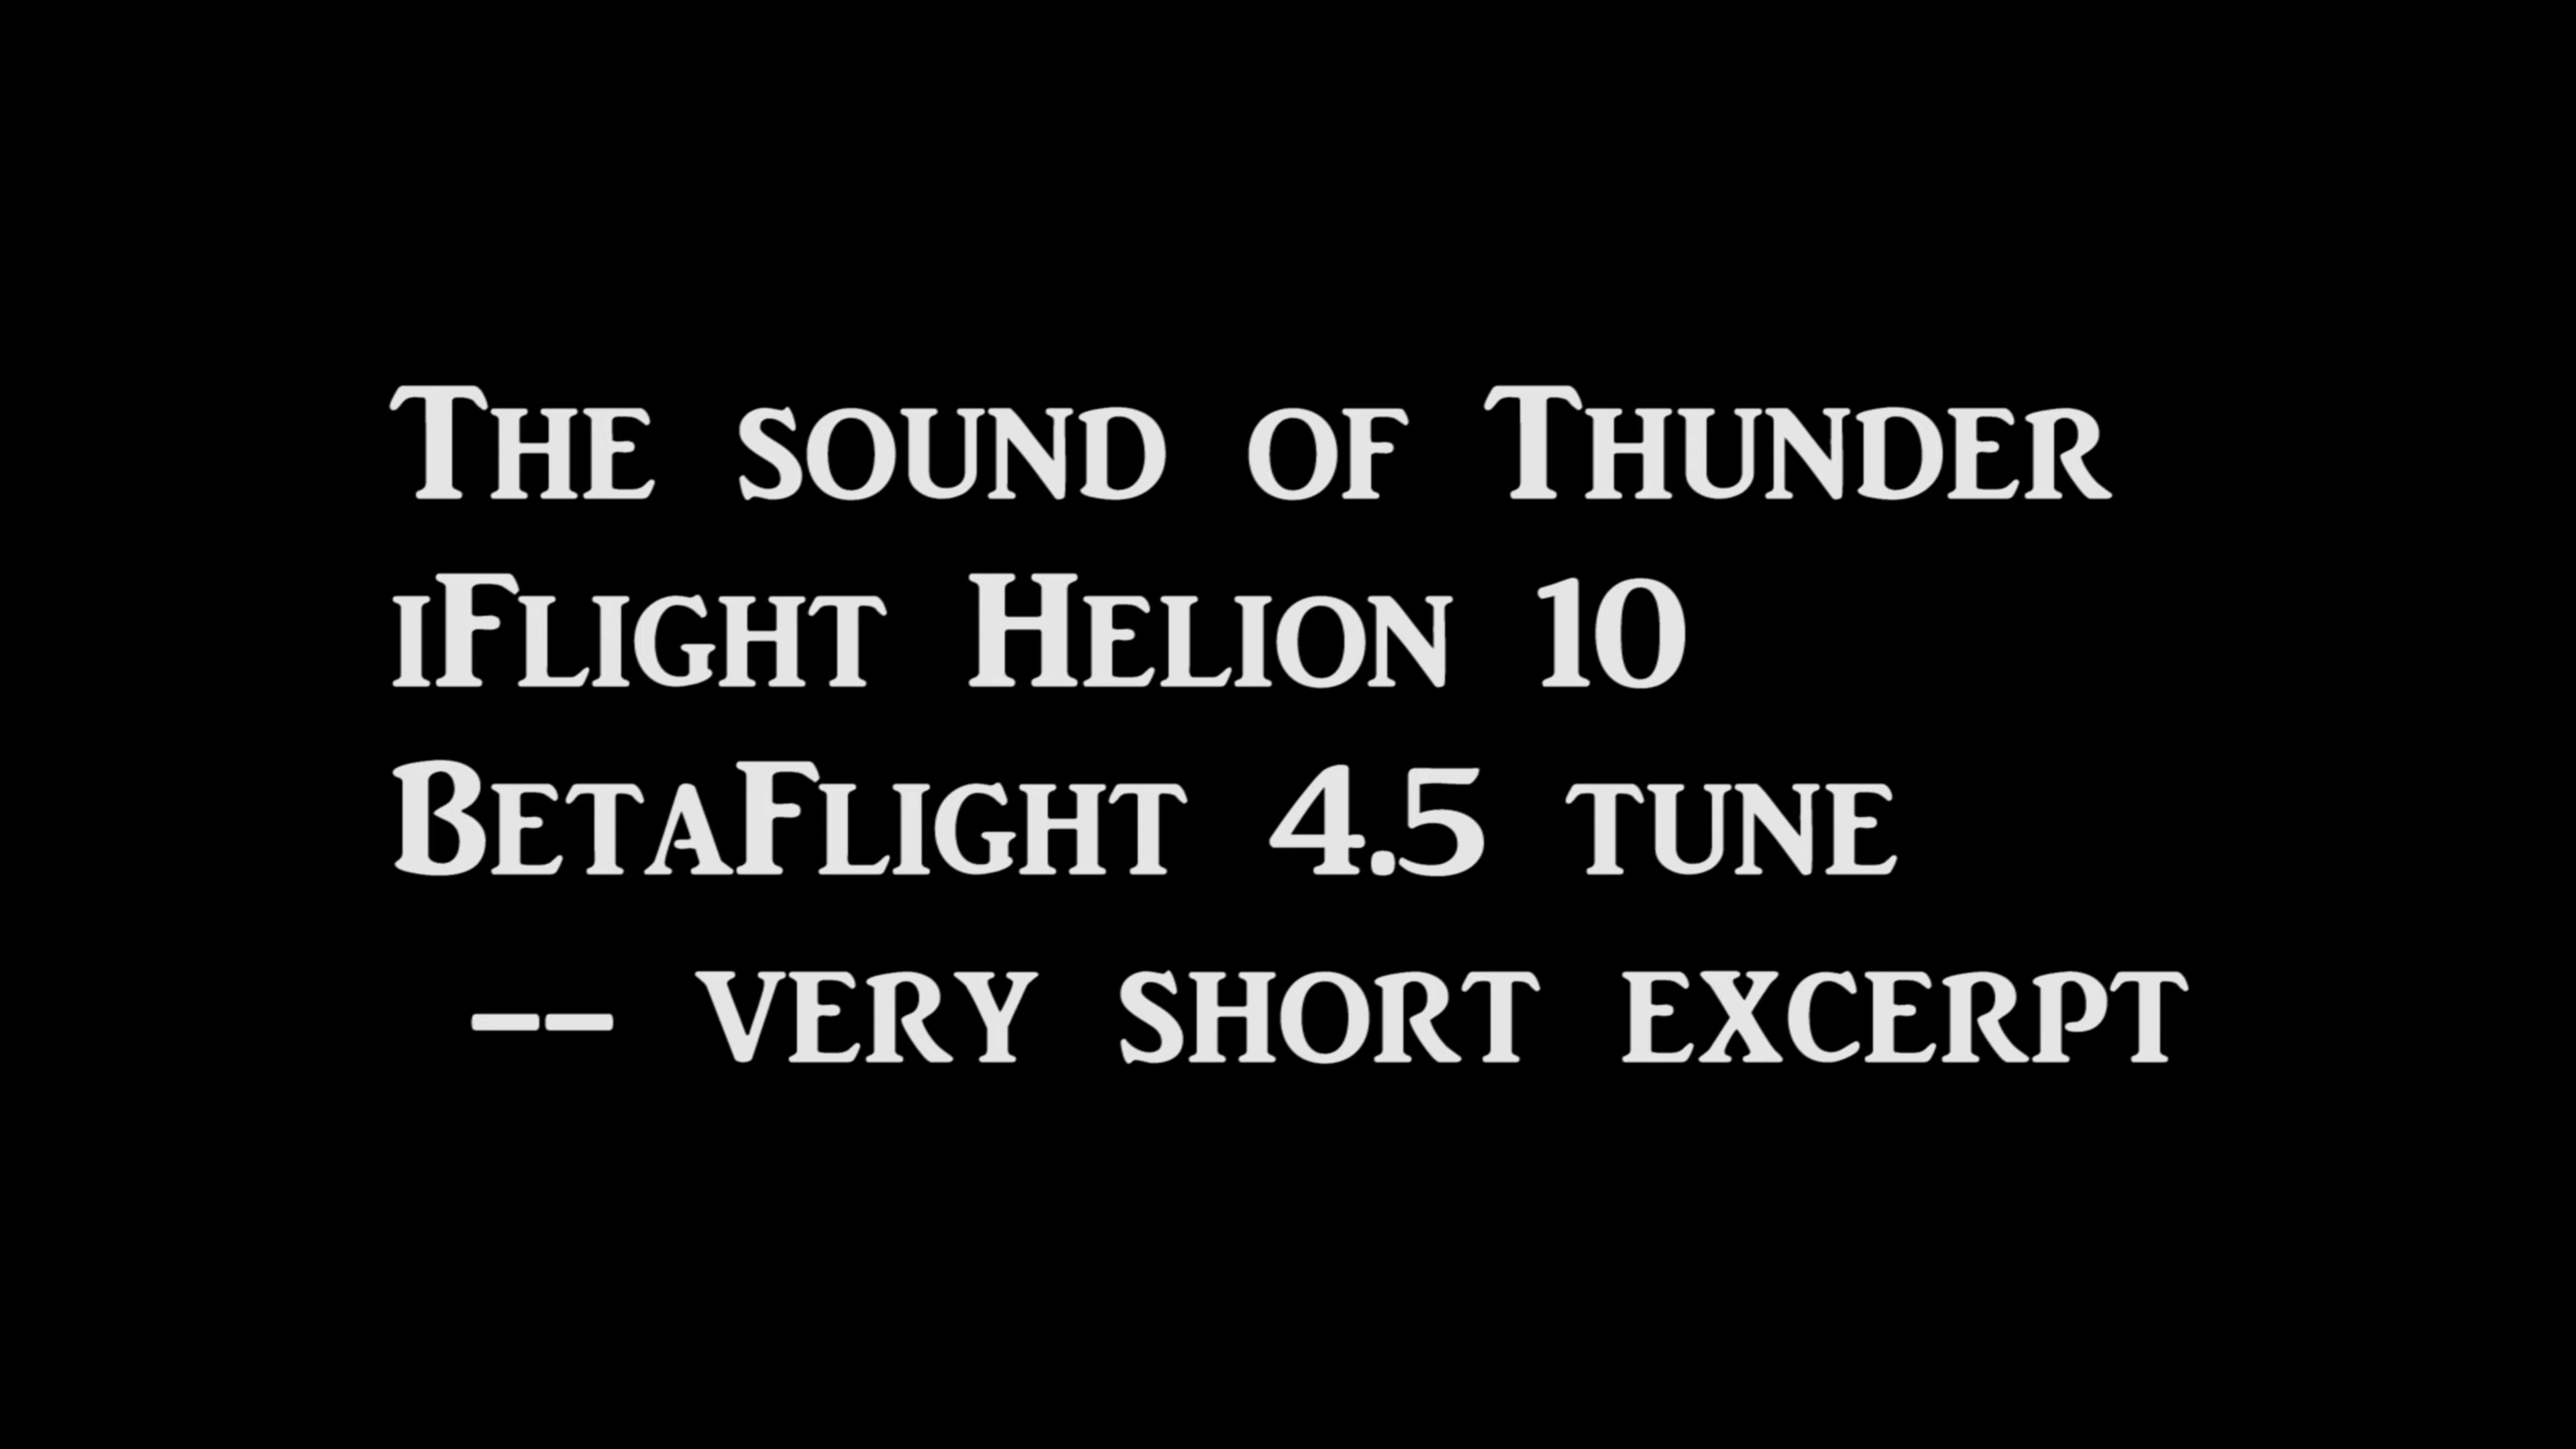 The sound of Thunder
iFlight Helion 10
BetaFlight 4.5 tune
-- very short excerpt